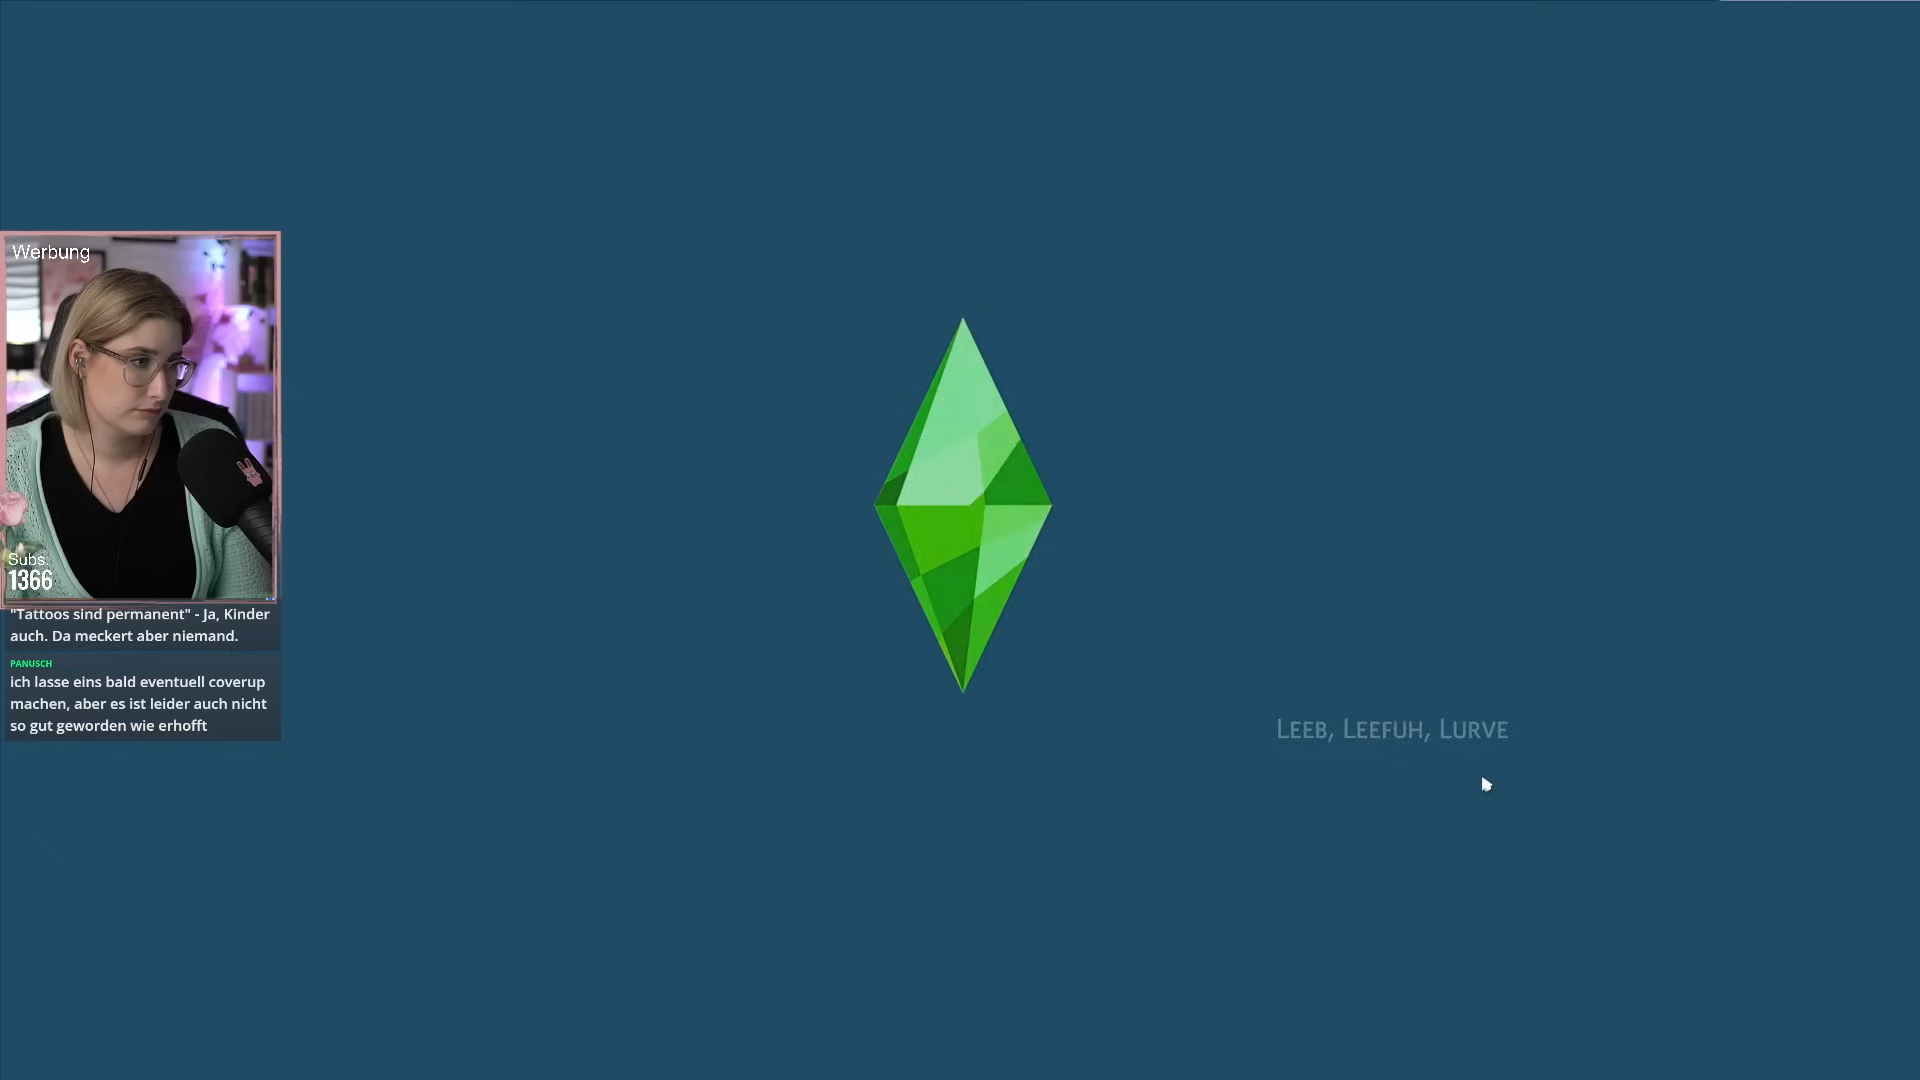 Werbung
Subs:
1366
"Tattoos sind permanent" - Ja, Kinder
auch. Da meckert aber niemand.
PANUSCH
ich lasse eins bald eventuell coverup
machen, aber es ist leider auch nicht
so gut geworden wie erhofft
LEEB, LEEFUH, LURVE